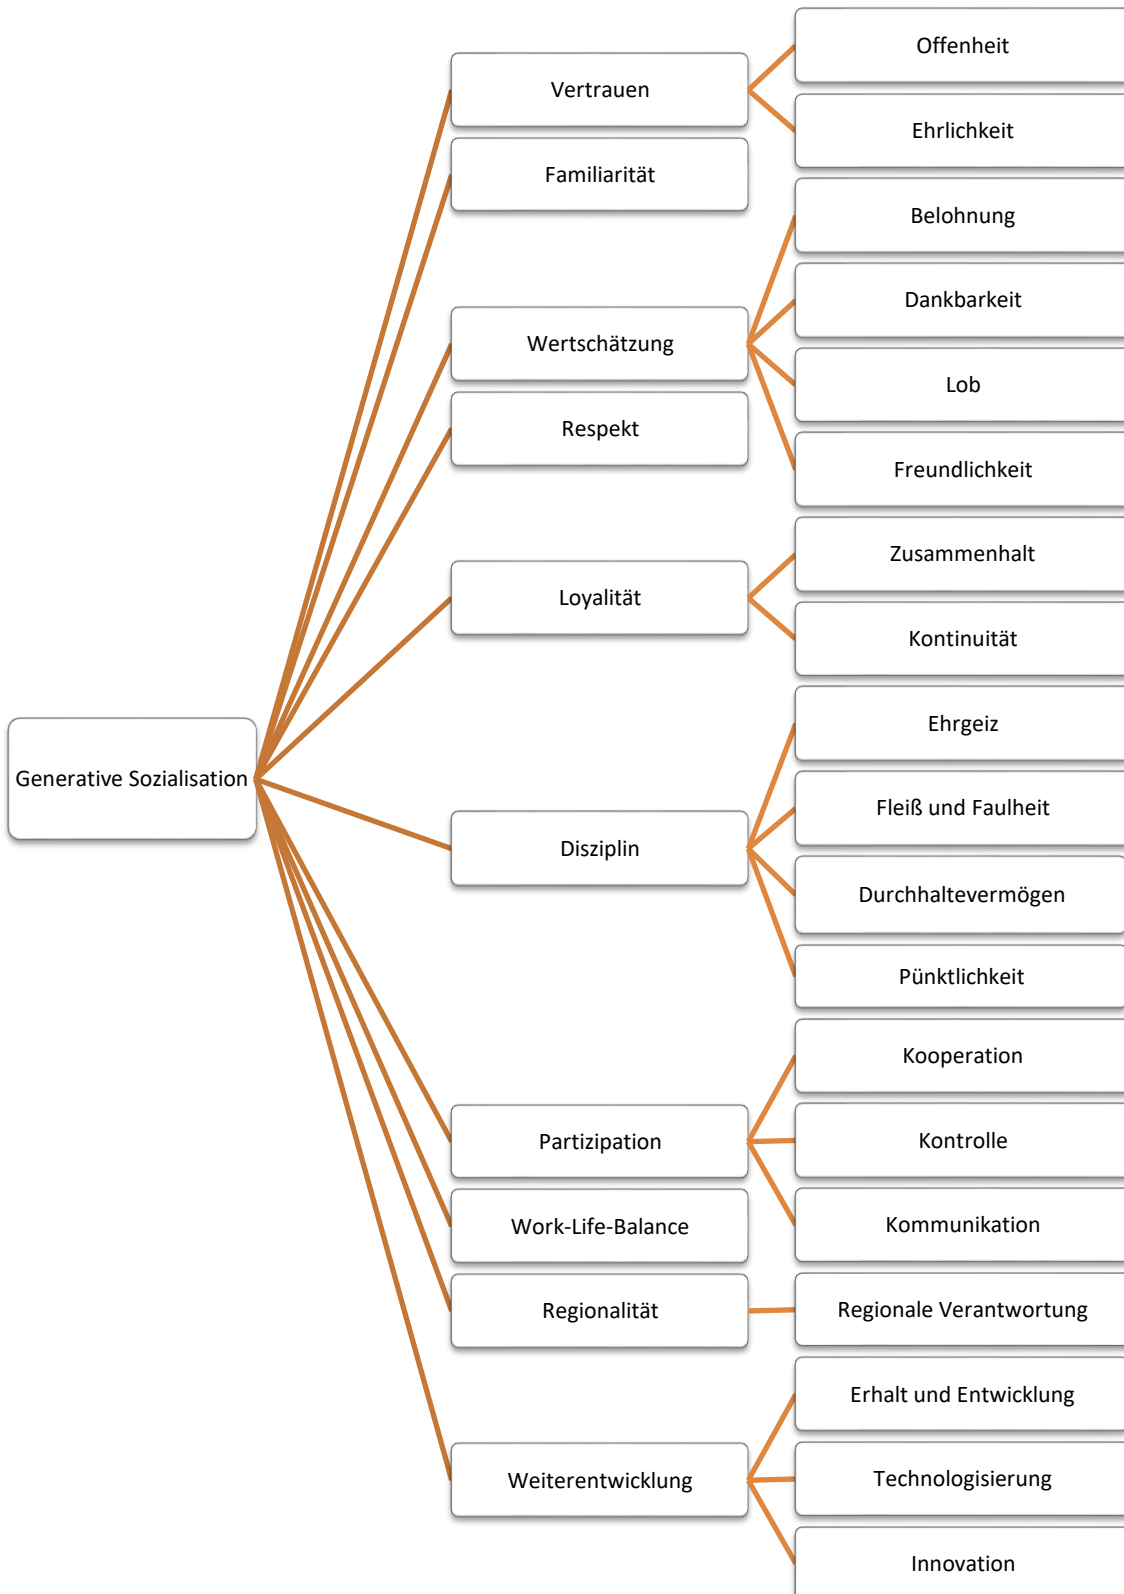 Generative Sozialisation
Vertrauen
Offenheit
Ehrlichkeit
Familiarität
Wertschätzung
Belohnung
Dankbarkeit
Lob
Freundlichkeit
Respekt
Loyalität
Zusammenhalt
Kontinuität
Disziplin
Ehrgeiz
Fleiß und Faulheit
Durchhaltevermögen
Pünktlichkeit
Partizipation
Kooperation
Kontrolle
Kommunikation
Work-Life-Balance
Regionalität
Regionale Verantwortung
Weiterentwicklung
Erhalt und Entwicklung
Technologisierung
Innovation